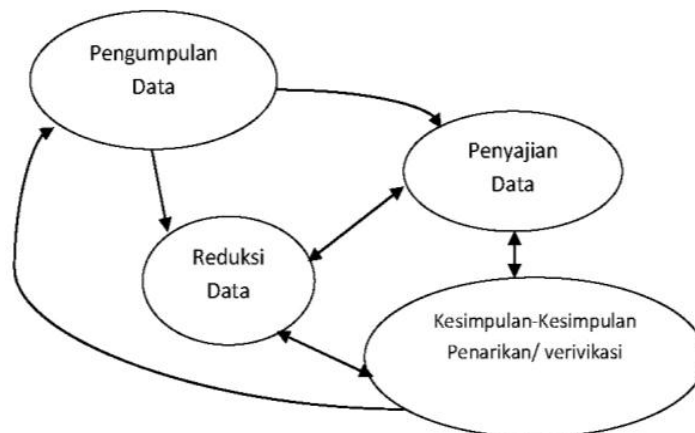 Pengumpulan
Data
Penyajian
Data
Reduksi
Data
Kesimpulan-Kesimpulan
Penarikan/ verivikasi